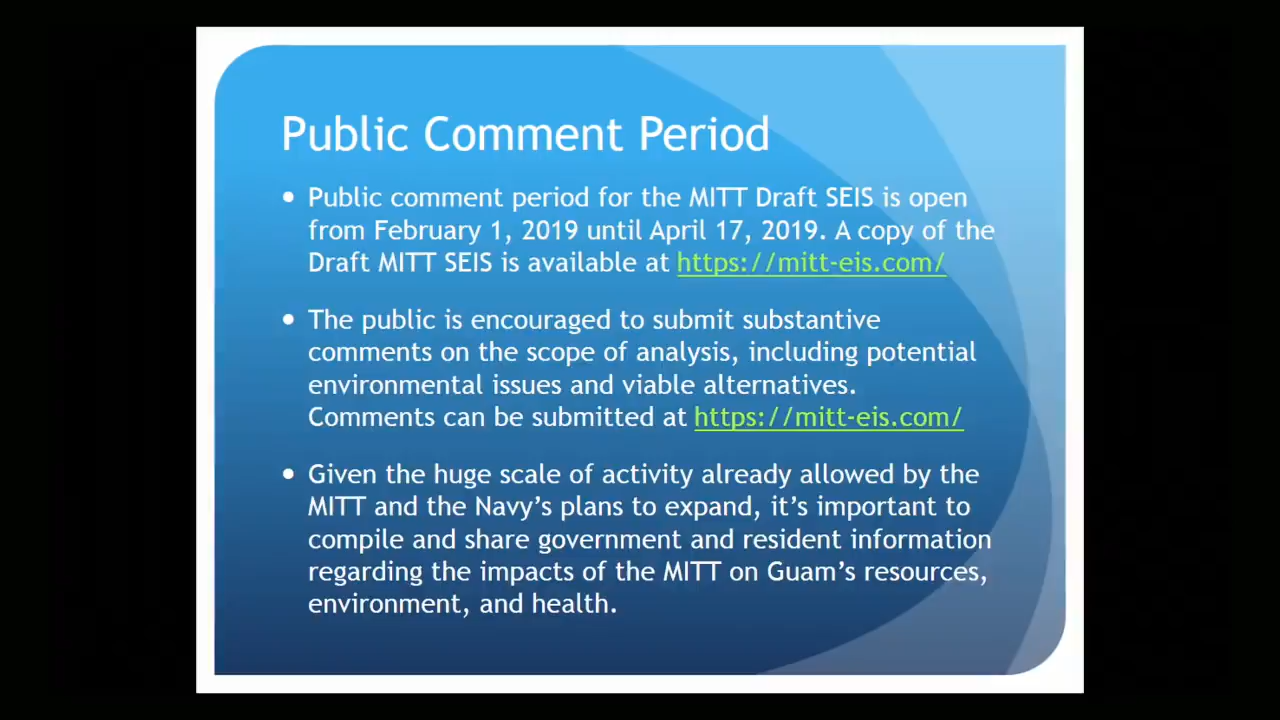 Public Comment Period
• Public comment period for the MITT Draft SEIS is open
from February 1, 2019 until April 17, 2019. A copy of the
Draft MITT SEIS is available at https://mitt-eis.com/
• The public is encouraged to submit substantive
comments on the scope of analysis, including potential
environmental issues and viable alternatives.
Comments can be submitted at https://mitt-eis.com/
• Given the huge scale of activity already allowed by the
MITT and the Navy’s plans to expand, it’s important to
compile and share government and resident information
regarding the impacts of the MITT on Guam’s resources,
environment, and health.